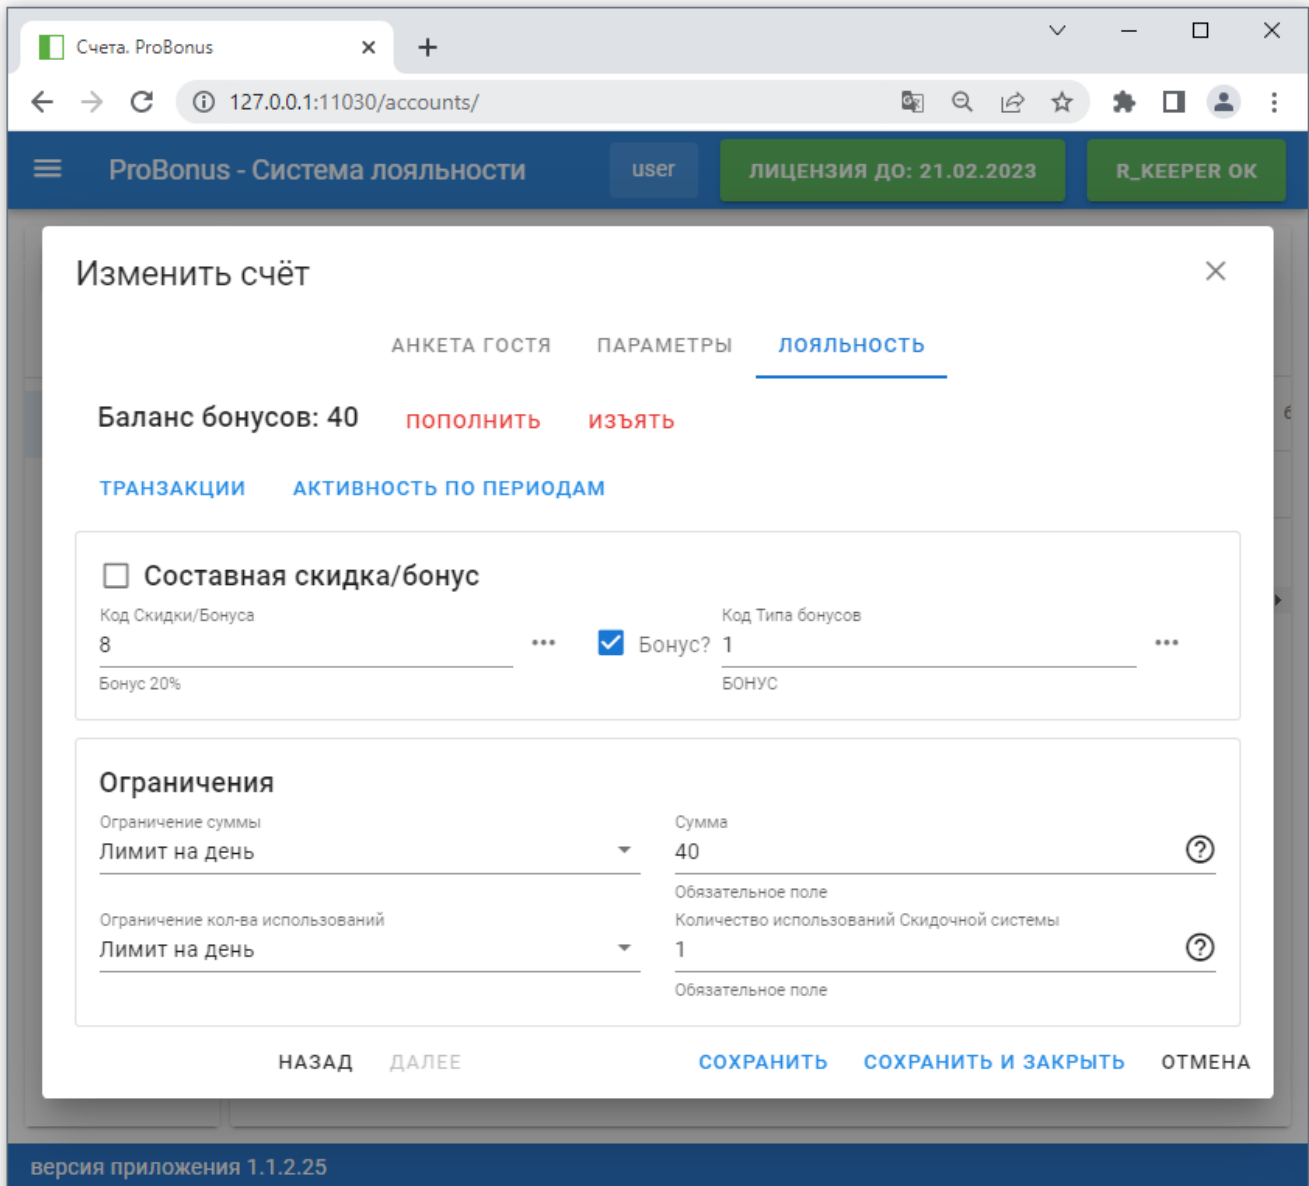 Счета. ProBonus
127.0.0.1:11030/accounts/
ProBonus - Система лояльности user ЛИЦЕНЗИЯ ДО: 21.02.2023 R_KEEPER OK
Изменить счёт
АНКЕТА ГОСТЯ ПАРАМЕТРЫ ЛОЯЛЬНОСТЬ
Баланс бонусов: 40 ПОПОЛНИТЬ ИЗЪЯТЬ
ТРАНЗАКЦИИ АКТИВНОСТЬ ПО ПЕРИОДАМ
Составная скидка/бонус
Код Скидки/Бонуса Код Типа бонусов
8 Бонус? 1
Бонус 20% БОНУС
Ограничения
Ограничение суммы Сумма
Лимит на день 40
Обязательное поле
Ограничение кол-ва использований Количество использований Скидочной системы
Лимит на день 1
Обязательное поле
НАЗАД ДАЛЕЕ СОХРАНИТЬ СОХРАНИТЬ И ЗАКРЫТЬ ОТМЕНА
версия приложения 1.1.2.25